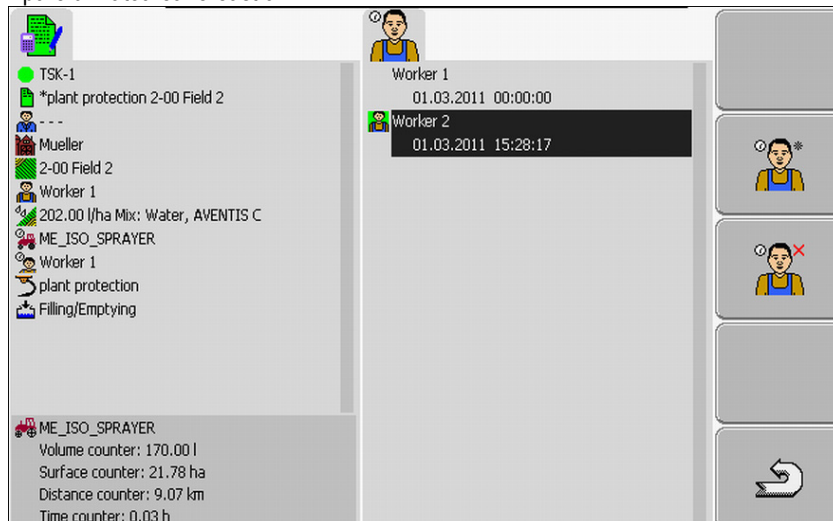 TSK-1
*plant protection 2-00 Field 2
- - -
Mueller
2-00 Field 2
Worker 1
202.00 l/ha Mix: Water, AVENTIS C
ME_ISO_SPRAYER
Worker 1
plant protection
Filling/Emptying
ME_ISO_SPRAYER
Volume counter: 170.00 l
Surface counter: 21.78 ha
Distance counter: 9.07 km
Time counter: 0.03 h
Worker 1
01.03.2011 00:00:00
Worker 2
01.03.2011 15:28:17